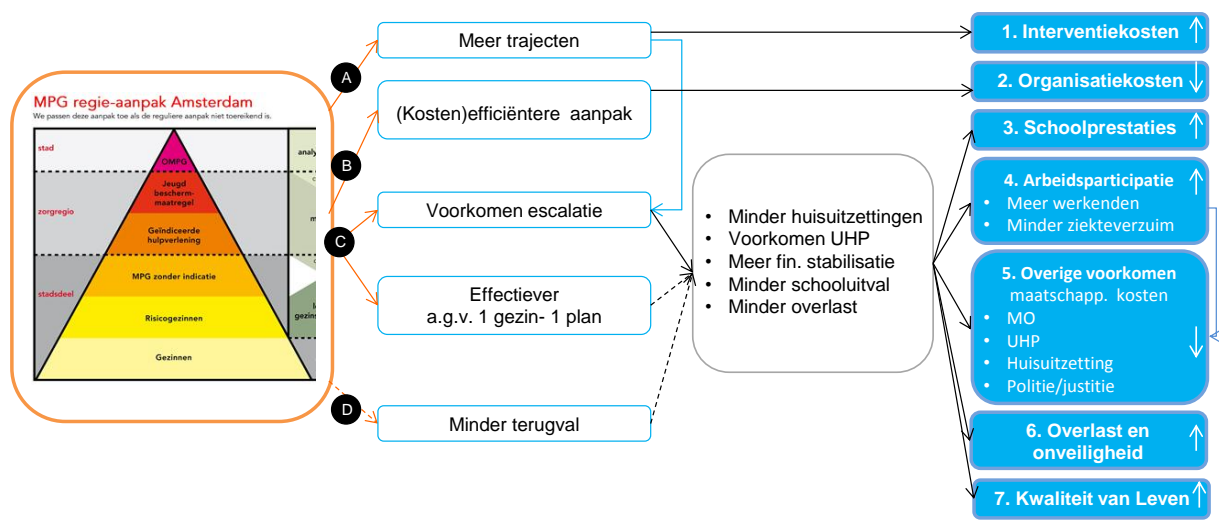 MPG regie-aanpak Amsterdam
We passen deze aanpak toe als de reguliere aanpak niet toereikend is.
stad
OMPG
analy
Jeugd
bescherm-
maatregel
zorgregio
Geïndiceerde
hulpverlening
MPG zonder indicatie
stadsdeel
Risicogezinnen
gezins
Gezinnen
A
B
C
D
Meer trajecten
(Kosten)efficiëntere aanpak
Voorkomen escalatie
Effectiever
a.g.v. 1 gezin- 1 plan
Minder terugval
• Minder huisuitzettingen
• Voorkomen UHP
• Meer fin. stabilisatie
• Minder schooluitval
• Minder overlast
1. Interventiekosten
2. Organisatiekosten
3. Schoolprestaties
4. Arbeidsparticipatie
• Meer werkenden
• Minder ziekteverzuim
5. Overige voorkomen
maatschapp. kosten
• MO
• UHP
• Huisuitzetting
• Politie/justitie
6. Overlast en
onveiligheid
7. Kwaliteit van Leven